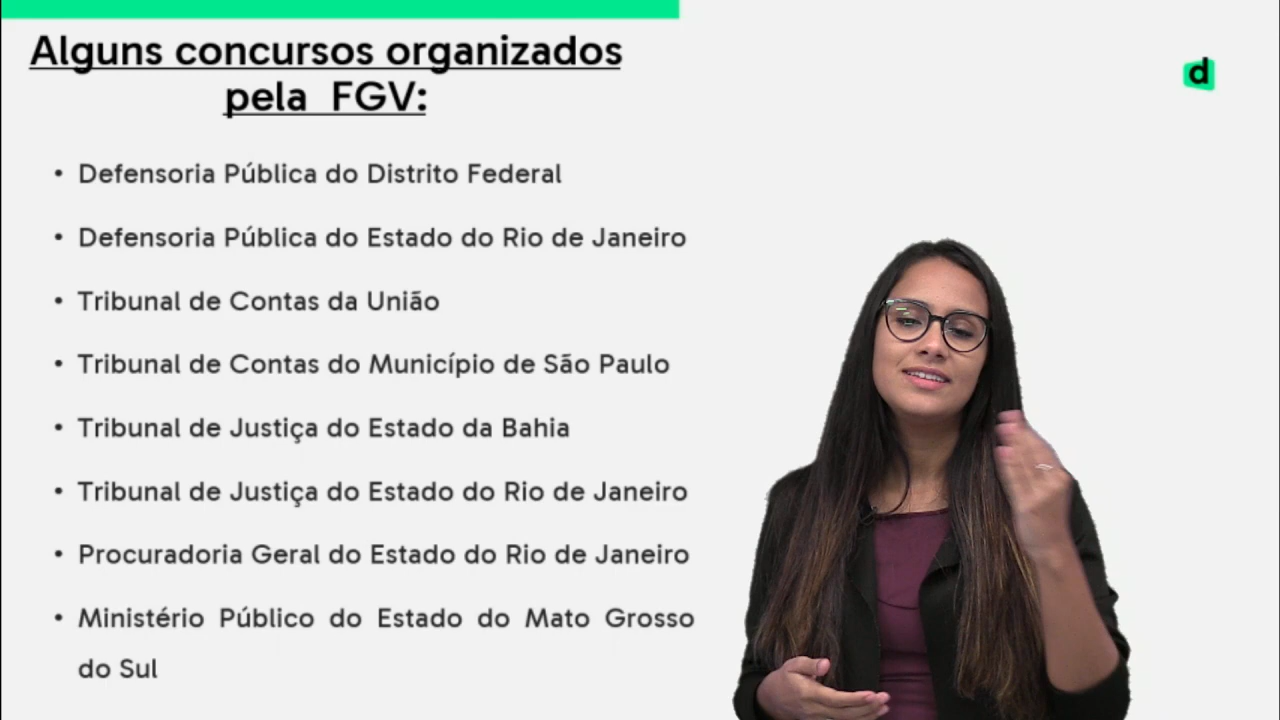 Alguns concursos organizados
pela FGV:
d
• Defensoria Pública do Distrito Federal
• Defensoria Pública do Estado do Rio de Janeiro
• Tribunal de Contas da União
• Tribunal de Contas do Município de São Paulo
• Tribunal de Justiça do Estado da Bahia
• Tribunal de Justiça do Estado do Rio de Janeiro
• Procuradoria Geral do Estado do Rio de Janeiro
• Ministério Público do Estado do Mato Grosso
do Sul